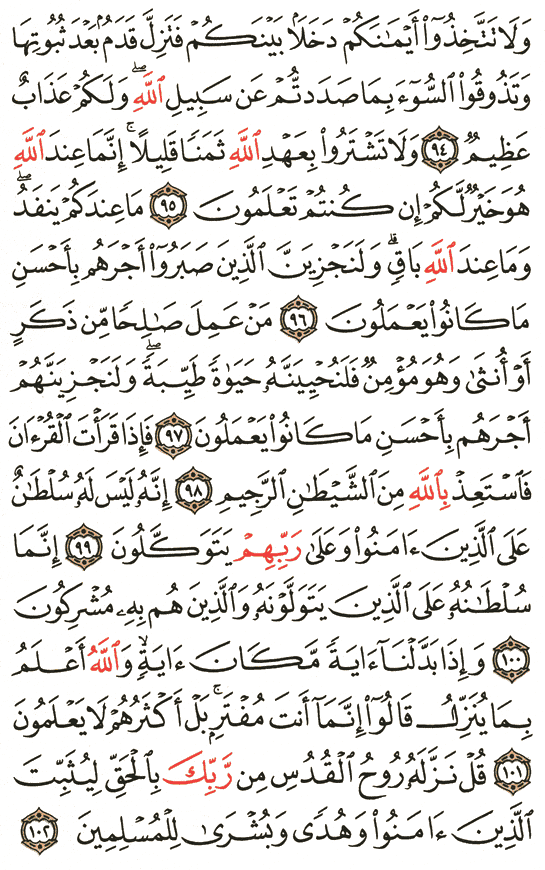 وَلَا تَتَّخِذُوٓا۟ أَيْمَـٰنَكُمْ دَخَلًۢا بَيْنَكُمْ فَتَزِلَّ قَدَمٌۢ بَعْدَ ثُبُوتِهَا
وَتَذُوقُوا۟ ٱلسُّوٓءَ بِمَا صَدَدتُّمْ عَن سَبِيلِ ٱللَّهِ ۖ وَلَكُمْ عَذَابٌ
عَظِيمٌ ٩٤ وَلَا تَشْتَرُوا۟ بِعَهْدِ ٱللَّهِ ثَمَنًا قَلِيلًا ۚ إِنَّمَا عِندَ ٱللَّهِ
هُوَ خَيْرٌ لَّكُمْ إِن كُنتُمْ تَعْلَمُونَ ٩٥ مَا عِندَكُمْ يَنفَدُ ۖ
وَمَا عِندَ ٱللَّهِ بَاقٍ ۗ وَلَنَجْزِيَنَّ ٱلَّذِينَ صَبَرُوٓا۟ أَجْرَهُم بِأَحْسَنِ
مَا كَانُوا۟ يَعْمَلُونَ ٩٦ مَنْ عَمِلَ صَـٰلِحًا مِّن ذَكَرٍ
أَوْ أُنثَىٰ وَهُوَ مُؤْمِنٌ فَلَنُحْيِيَنَّهُۥ حَيَوٰةً طَيِّبَةً ۖ وَلَنَجْزِيَنَّهُمْ
أَجْرَهُم بِأَحْسَنِ مَا كَانُوا۟ يَعْمَلُونَ ٩٧ فَإِذَا قَرَأْتَ ٱلْقُرْءَانَ
فَٱسْتَعِذْ بِٱللَّهِ مِنَ ٱلشَّيْطَـٰنِ ٱلرَّجِيمِ ٩٨ إِنَّهُۥ لَيْسَ لَهُۥ سُلْطَـٰنٌ
عَلَى ٱلَّذِينَ ءَامَنُوا۟ وَعَلَىٰ رَبِّهِمْ يَتَوَكَّلُونَ ٩٩ إِنَّمَا
سُلْطَـٰنُهُۥ عَلَى ٱلَّذِينَ يَتَوَلَّوْنَهُۥ وَٱلَّذِينَ هُم بِهِۦ مُشْرِكُونَ
١٠٠ وَإِذَا بَدَّلْنَآ ءَايَةً مَّكَانَ ءَايَةٍ ۙ وَٱللَّهُ أَعْلَمُ
بِمَا يُنَزِّلُ قَالُوٓا۟ إِنَّمَآ أَنتَ مُفْتَرٍۭ ۚ بَلْ أَكْثَرُهُمْ لَا يَعْلَمُونَ
١٠١ قُلْ نَزَّلَهُۥ رُوحُ ٱلْقُدُسِ مِن رَّبِّكَ بِٱلْحَقِّ لِيُثَبِّتَ
ٱلَّذِينَ ءَامَنُوا۟ وَهُدًى وَبُشْرَىٰ لِلْمُسْلِمِينَ ١٠٢